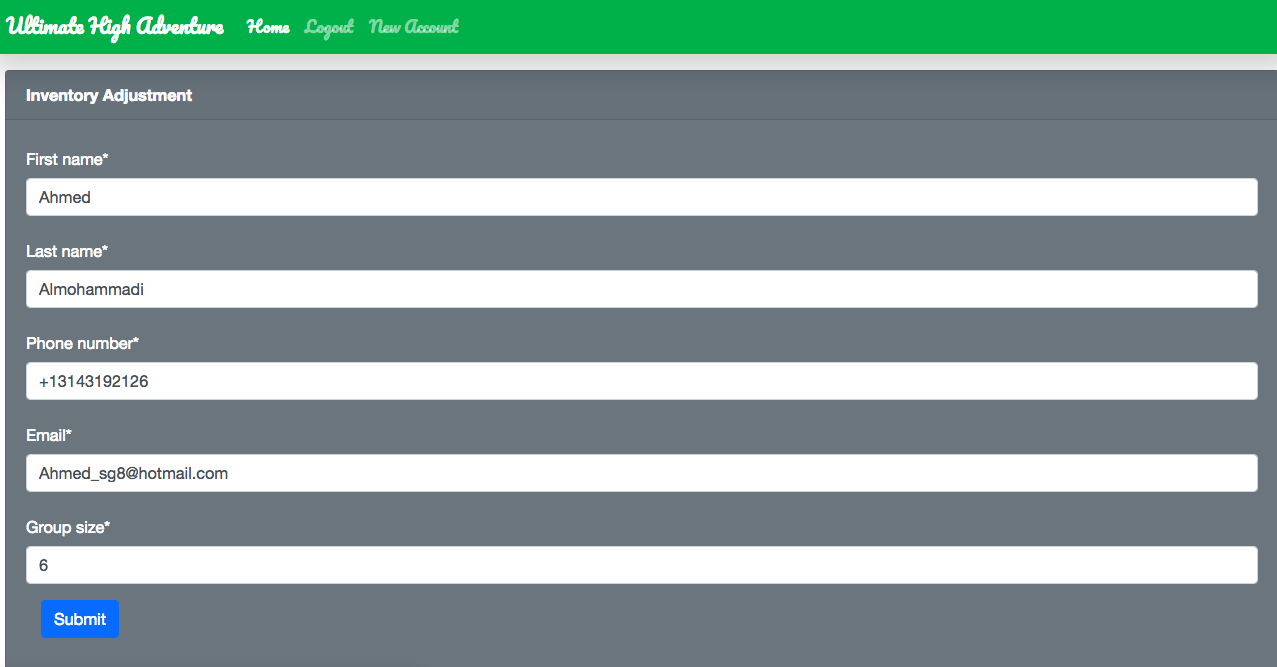 Ultimate High Adventure Home Logout New Account
Inventory Adjustment
First name*
Ahmed
Last name*
Almohammadi
Phone number*
+13143192126
Email*
Ahmed_sg8@hotmail.com
Group size*
6
Submit